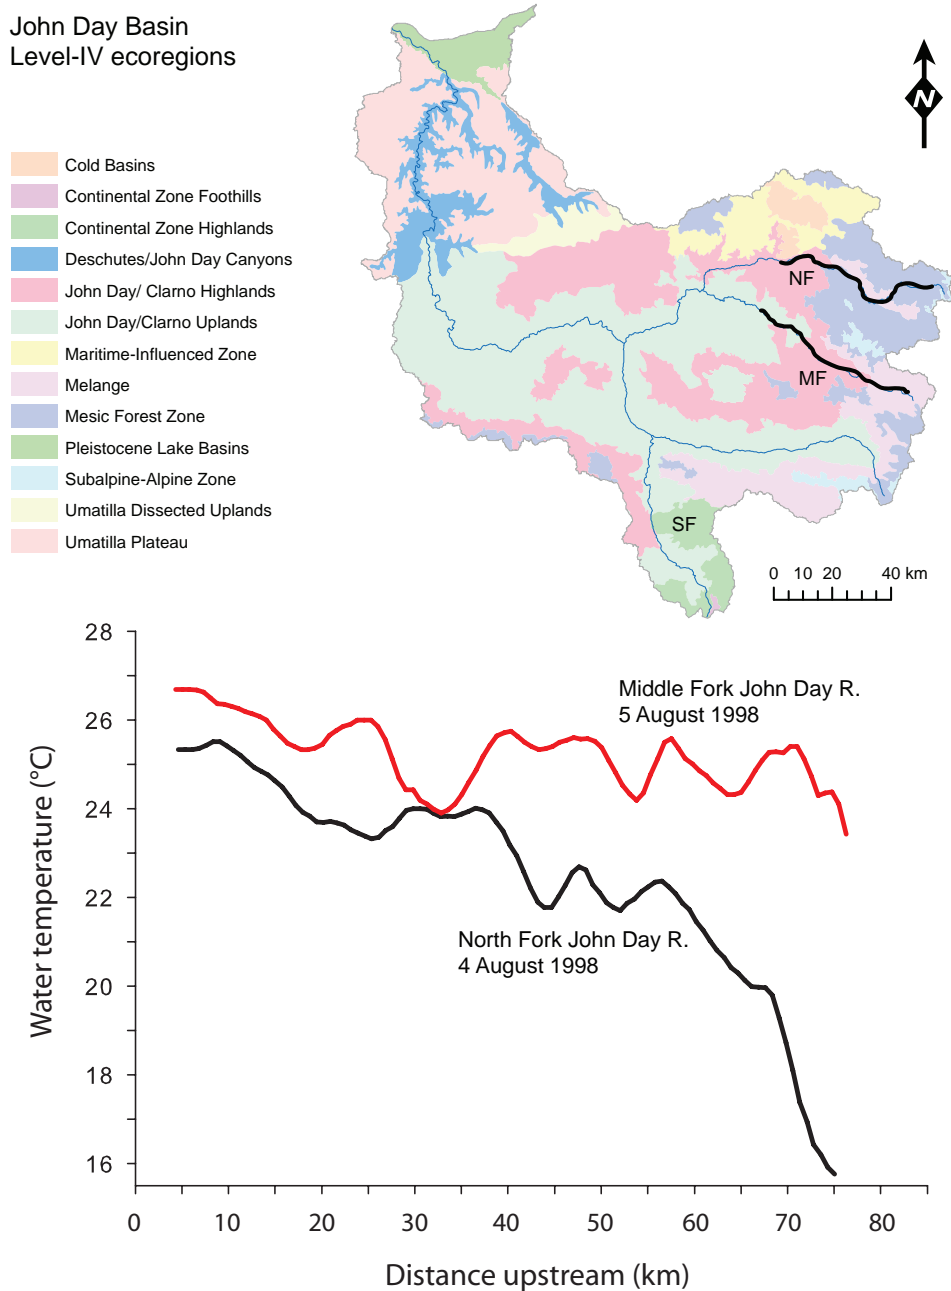 John Day Basin
Level-IV ecoregions
N
Cold Basins
Continental Zone Foothills
Continental Zone Highlands
Deschutes/John Day Canyons
John Day/ Clarno Highlands
John Day/Clarno Uplands
Maritime-Influenced Zone
Melange
Mesic Forest Zone
Pleistocene Lake Basins
Subalpine-Alpine Zone
Umatilla Dissected Uplands
Umatilla Plateau
NF
MF
SF
0 10 20 40 km
28
26
24
22
20
18
16
Water temperature (°C)
Middle Fork John Day R.
5 August 1998
North Fork John Day R.
4 August 1998
0 10 20 30 40 50 60 70 80
Distance upstream (km)